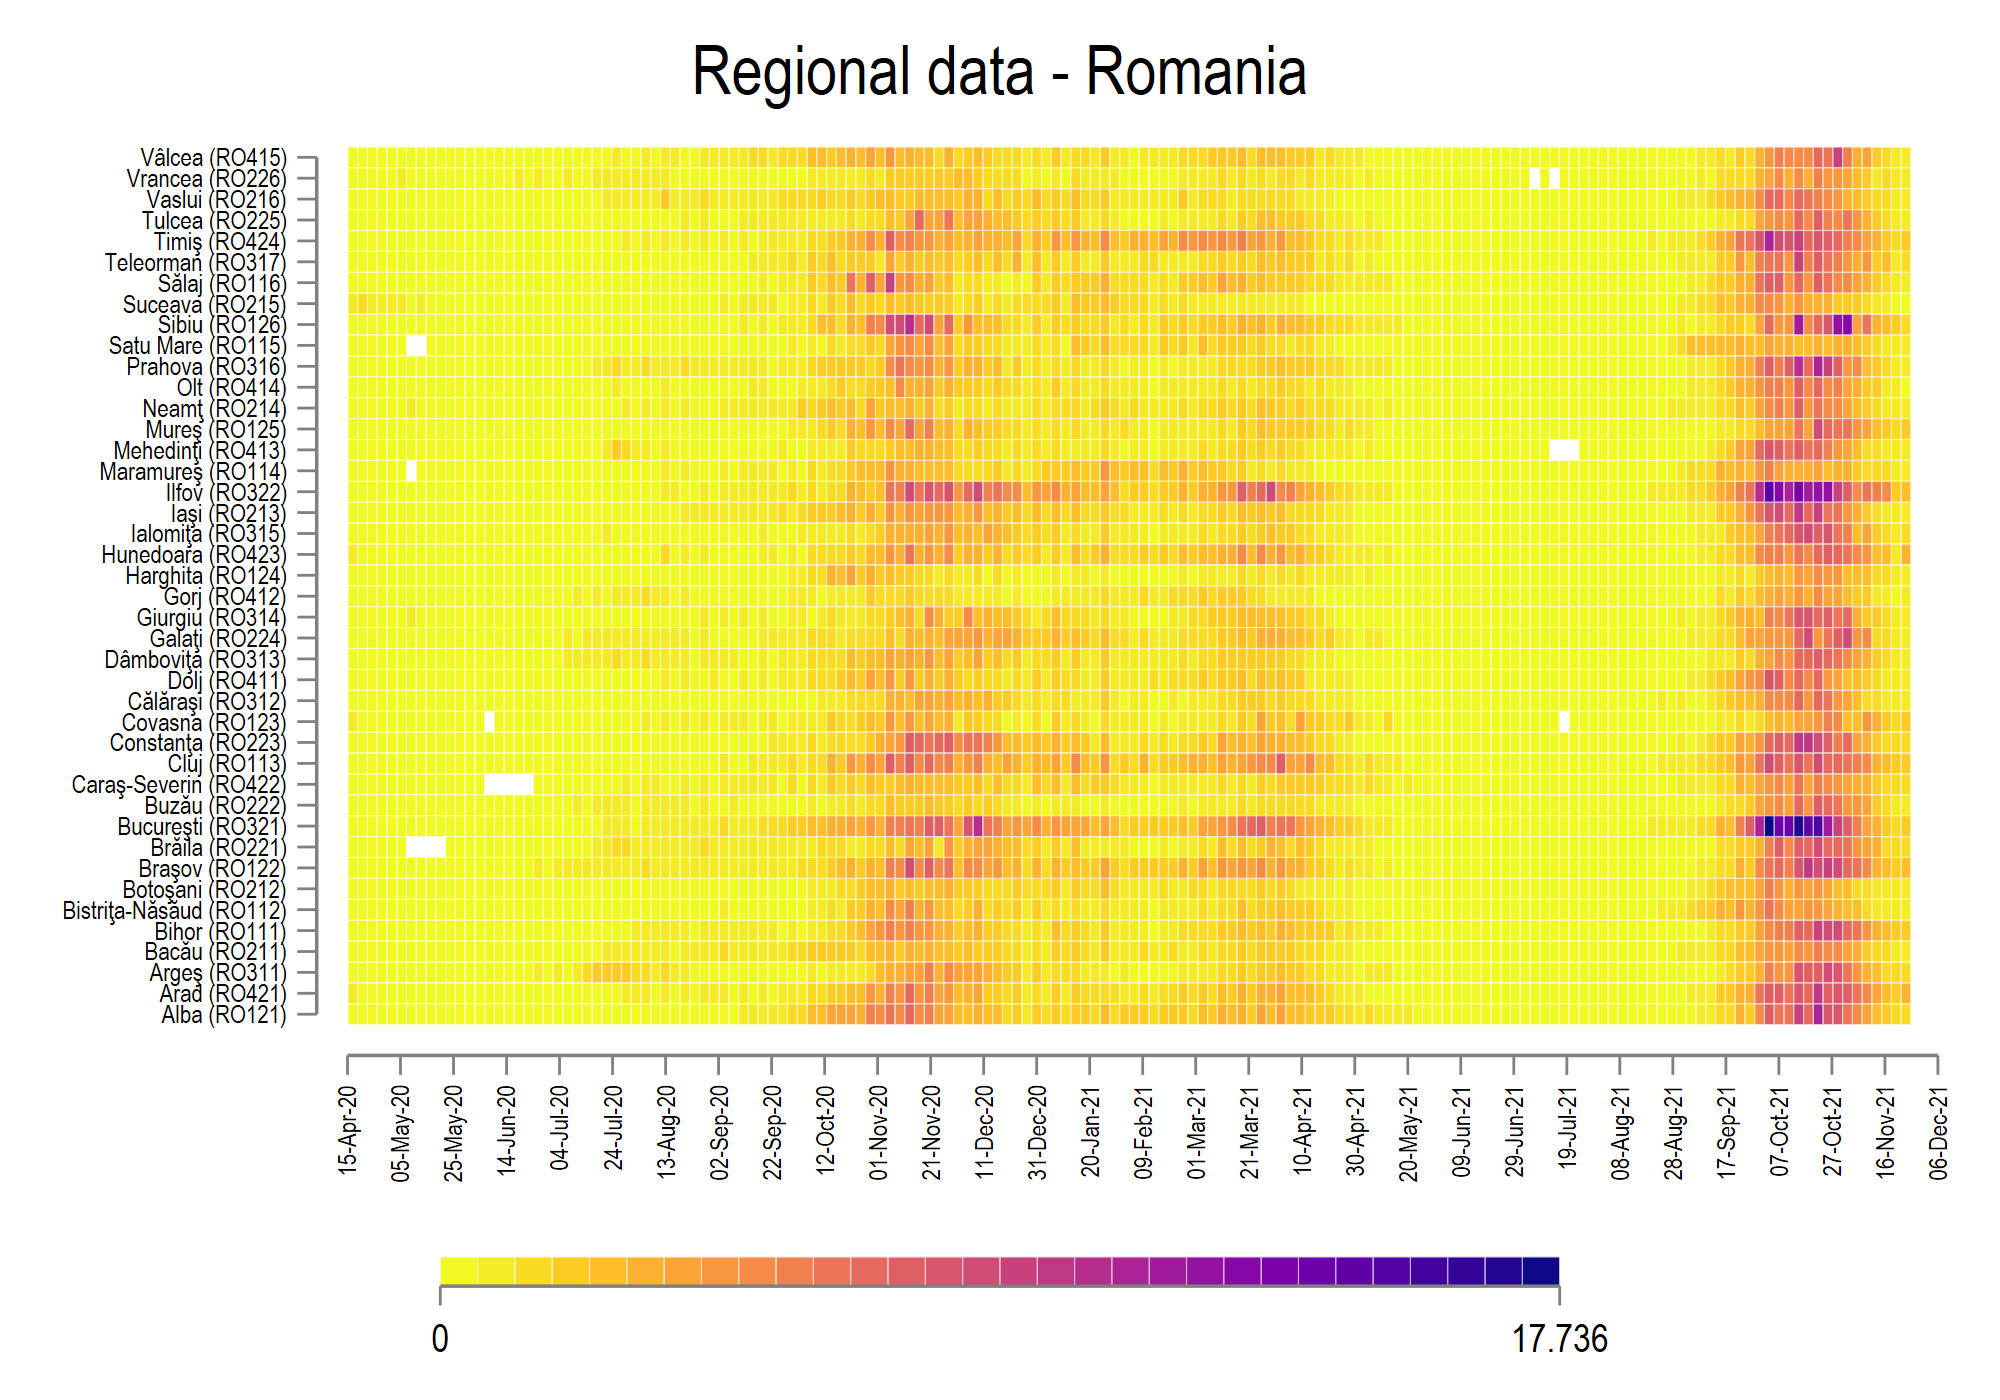 Regional data - Romania
Vâlcea (RO415)
Vrancea (RO226)
Vaslui (RO216)
Tulcea (RO225)
Timiş (RO424)
Teleorman (RO317)
Sălaj (RO116)
Suceava (RO215)
Sibiu (RO126)
Satu Mare (RO115)
Prahova (RO316)
Olt (RO414)
Neamţ (RO214)
Mureş (RO125)
Mehedinţi (RO413)
Maramureş (RO114)
Ilfov (RO322)
Iaşi (RO213)
Ialomiţa (RO315)
Hunedoara (RO423)
Harghita (RO124)
Gorj (RO412)
Giurgiu (RO314)
Galaţi (RO224)
Dâmboviţa (RO313)
Dolj (RO411)
Călăraşi (RO312)
Covasna (RO123)
Constanţa (RO223)
Cluj (RO113)
Caraş-Severin (RO422)
Buzău (RO222)
Bucureşti (RO321)
Brăila (RO221)
Braşov (RO122)
Botoşani (RO212)
Bistriţa-Năsăud (RO112)
Bihor (RO111)
Bacău (RO211)
Argeş (RO311)
Arad (RO421)
Alba (RO121)
15-Apr-20
05-May-20
25-May-20
14-Jun-20
04-Jul-20
24-Jul-20
13-Aug-20
02-Sep-20
22-Sep-20
12-Oct-20
01-Nov-20
21-Nov-20
11-Dec-20
31-Dec-20
20-Jan-21
09-Feb-21
01-Mar-21
21-Mar-21
10-Apr-21
30-Apr-21
20-May-21
09-Jun-21
29-Jun-21
19-Jul-21
08-Aug-21
28-Aug-21
17-Sep-21
07-Oct-21
27-Oct-21
16-Nov-21
06-Dec-21
0
17.736